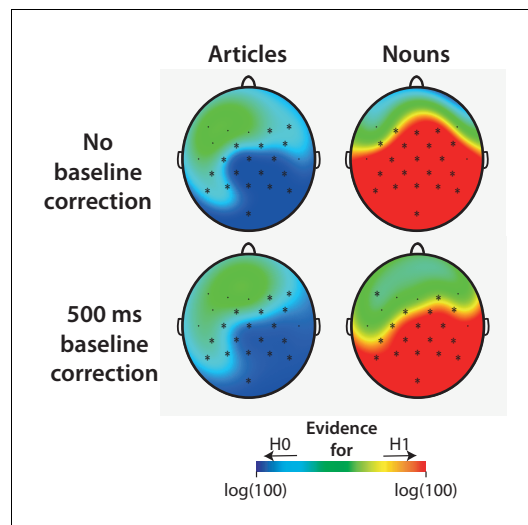 Articles Nouns
No
baseline
correction
500 ms
baseline
correction
Evidence
H0 for H1
log(100) log(100)